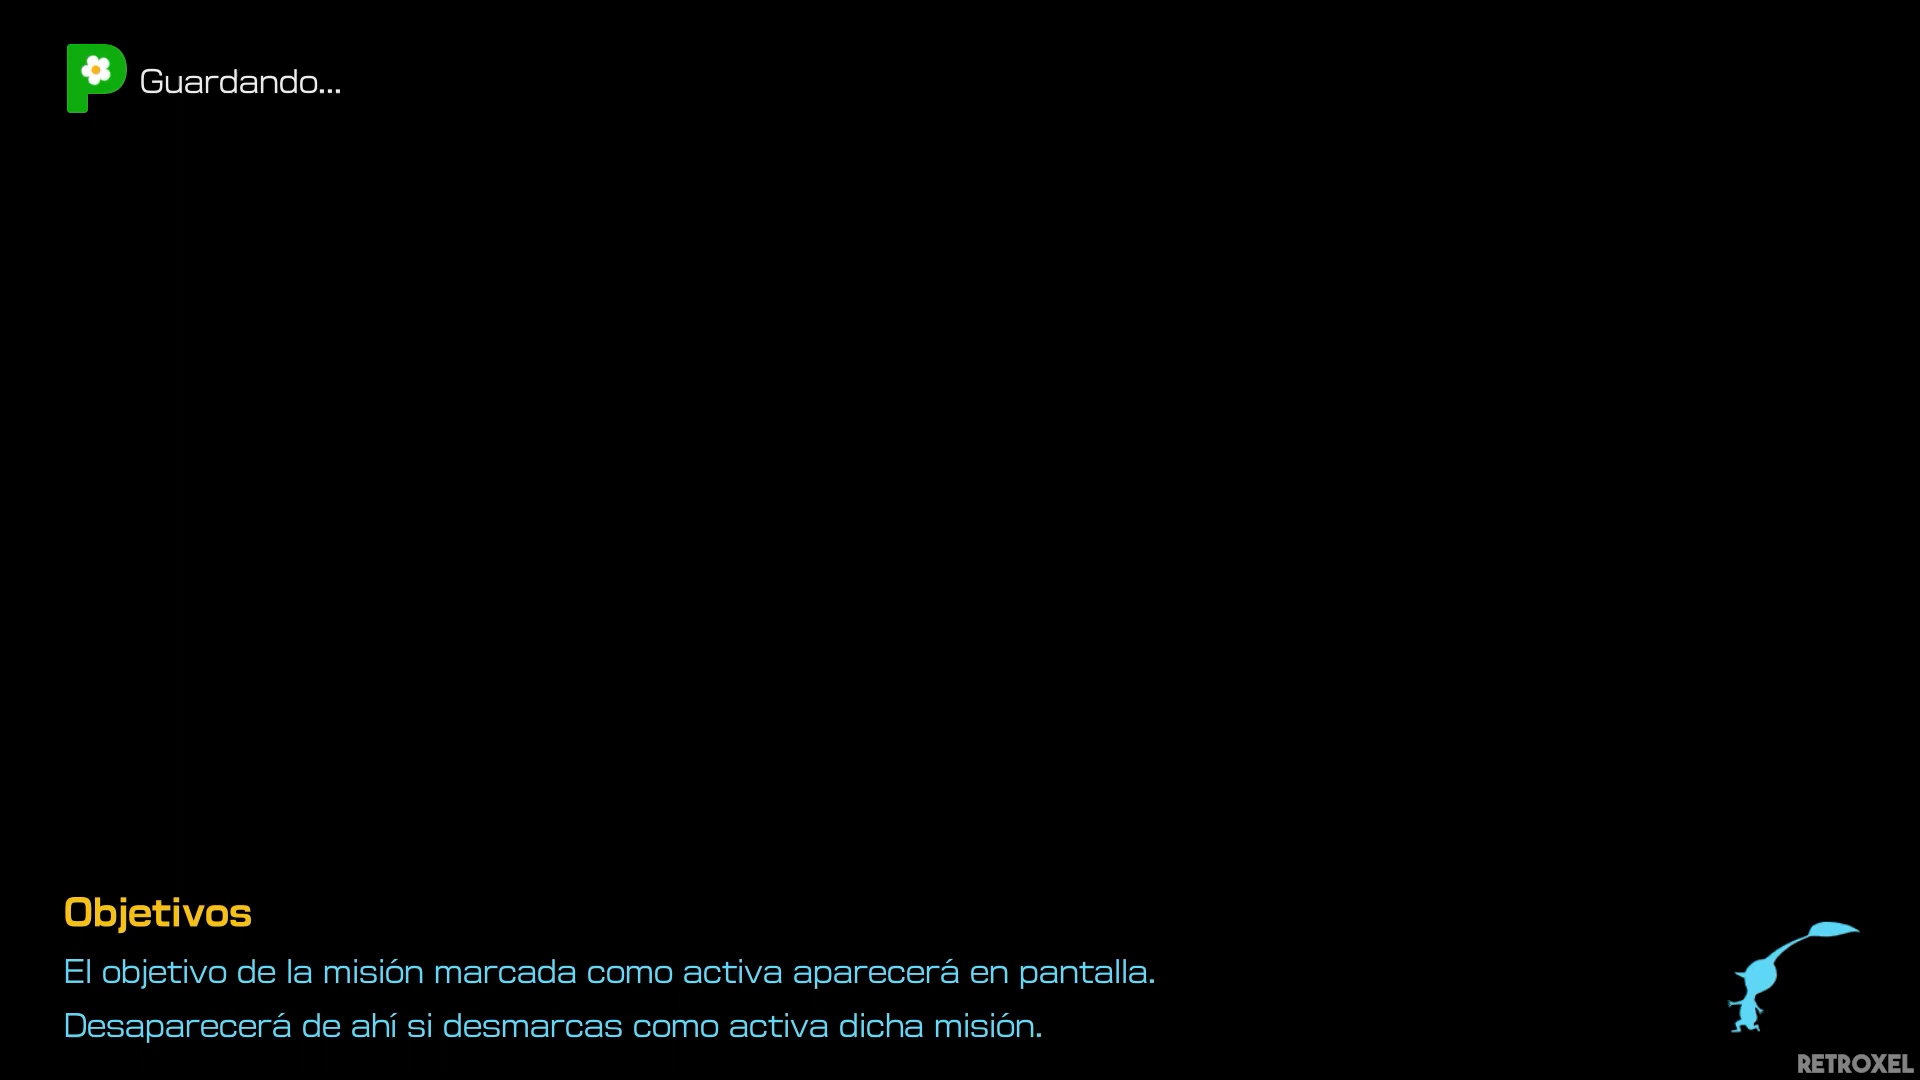 P Guardando...
Objetivos
El objetivo de la misión marcada como activa aparecerá en pantalla.
Desaparecerá de ahí si desmarcas como activa dicha misión.
RETROXEL